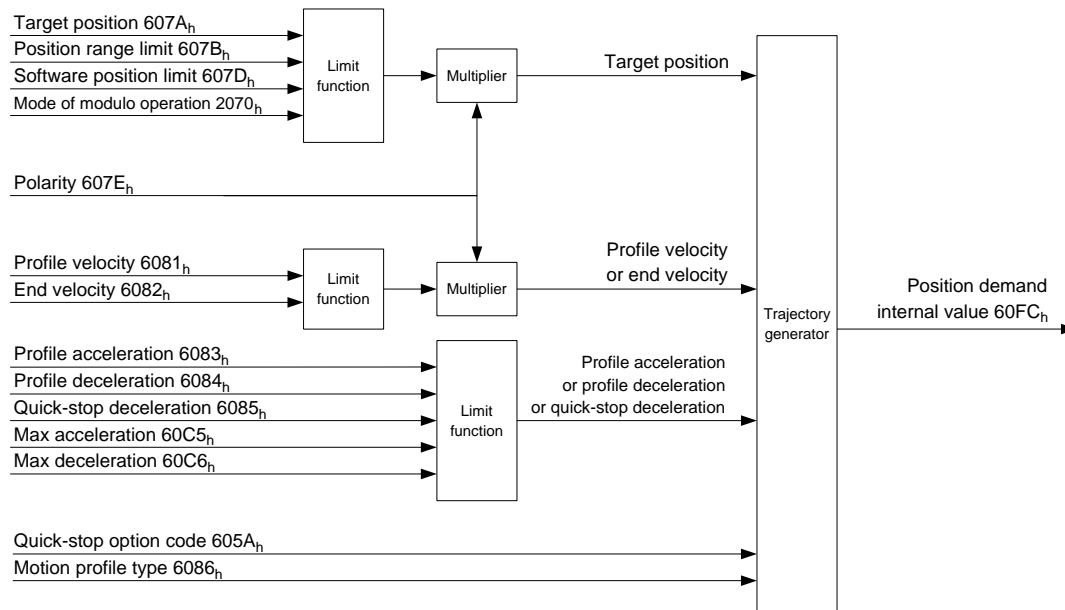 Target position 607Ah
Position range limit 607Bh
Software position limit 607Dh
Mode of modulo operation 2070h
Limit
function
Multiplier
Target position
Polarity 607Eh
Profile velocity 6081h
End velocity 6082h
Limit
function
Multiplier
Profile velocity
or end velocity
Trajectory
generator
Position demand
internal value 60FCh
Profile acceleration 6083h
Profile deceleration 6084h
Quick-stop deceleration 6085h
Max acceleration 60C5h
Max deceleration 60C6h
Limit
function
Profile acceleration
or profile deceleration
or quick-stop deceleration
Quick-stop option code 605Ah
Motion profile type 6086h